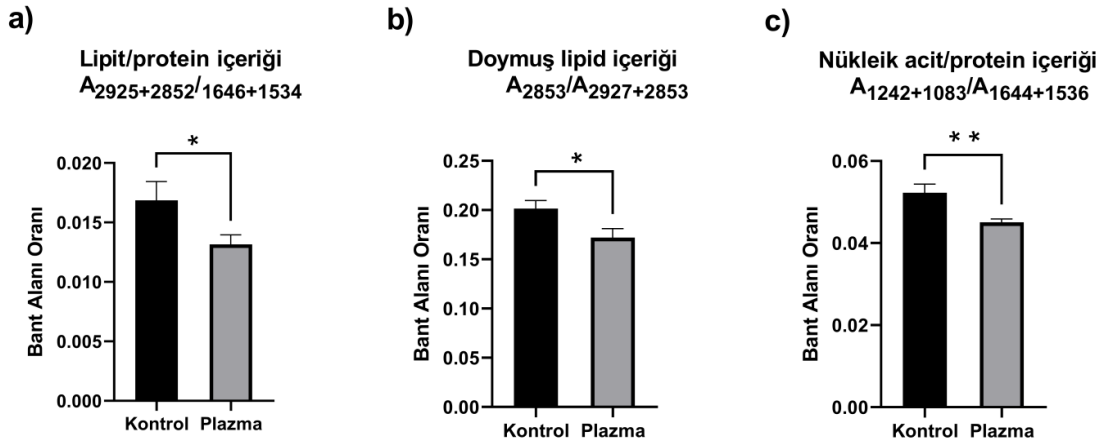 a)
Lipit/protein içeriği
A2925+2852/1646+1534
*
0.020
0.015
0.010
0.005
0.000
Bant Alanı Oranı
Kontrol Plazma
b)
Doymuş lipid içeriği
A2853/A2927+2853
*
0.25
0.20
0.15
0.10
0.05
0.00
Bant Alanı Oranı
Kontrol Plazma
c)
Nükleik acit/protein içeriği
A1242+1083/A1644+1536
* *
0.06
0.04
0.02
0.00
Bant Alanı Oranı
Kontrol Plazma